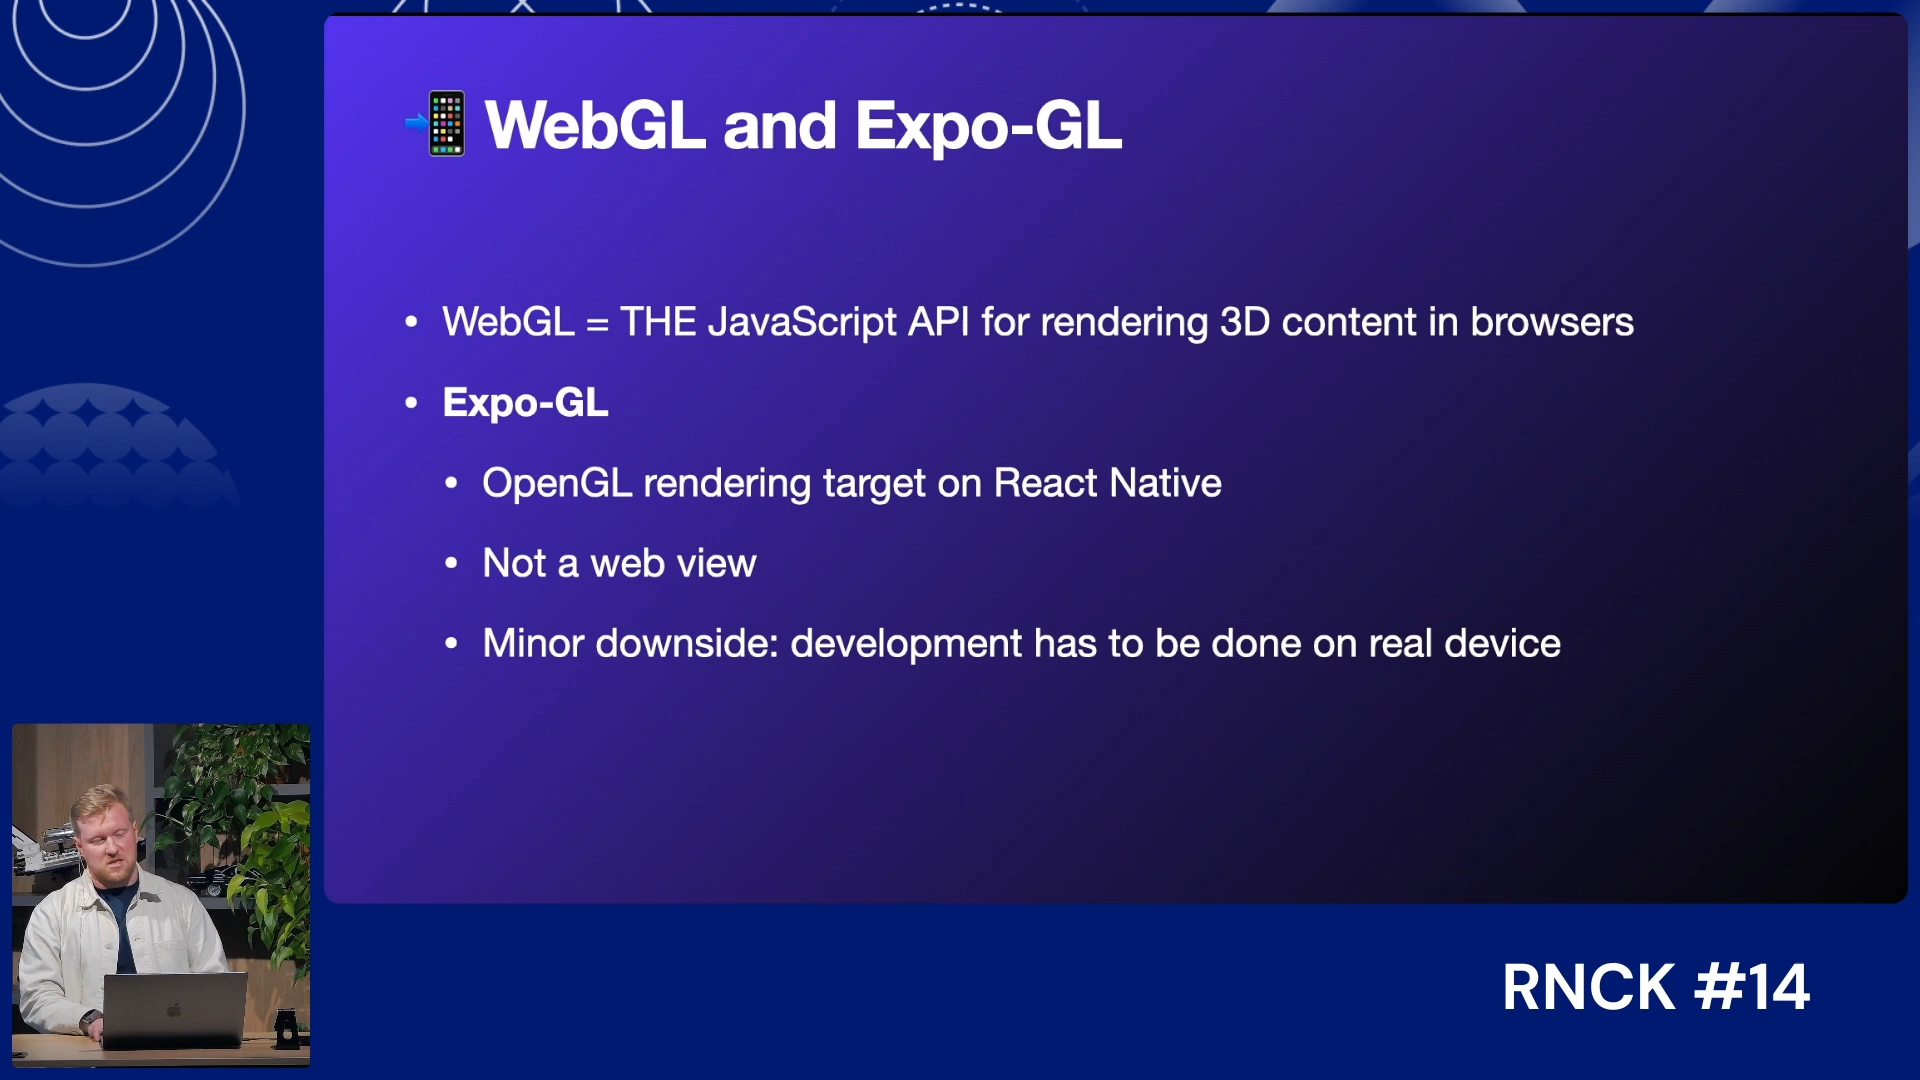 WebGL and Expo-GL
• WebGL = THE JavaScript API for rendering 3D content in browsers
• Expo-GL
• OpenGL rendering target on React Native
• Not a web view
• Minor downside: development has to be done on real device
RNCK #14